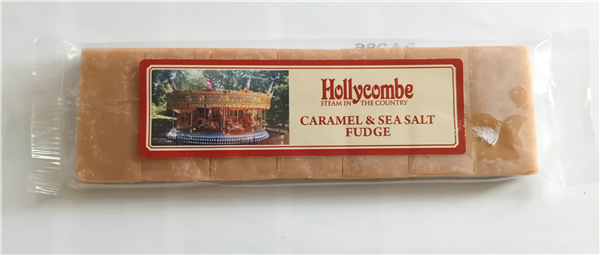 Hollycombe
STEAM IN THE COUNTRY
CARAMEL & SEA SALT
FUDGE